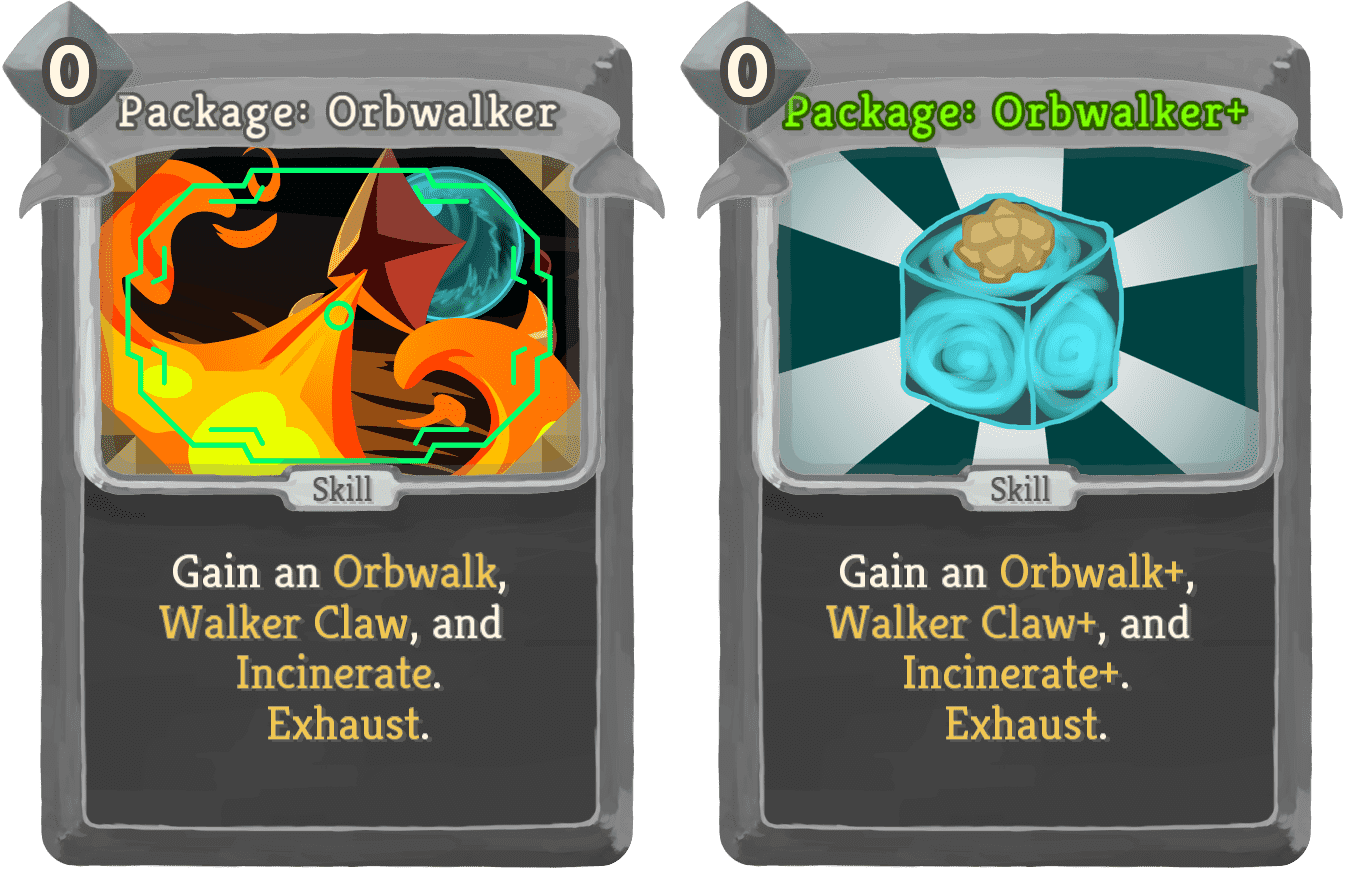 0
Package: Orbwalker
Skill
Gain an Orbwalk,
Walker Claw, and
Incinerate.
Exhaust.
0
Package: Orbwalker+
Skill
Gain an Orbwalk+,
Walker Claw+, and
Incinerate+.
Exhaust.